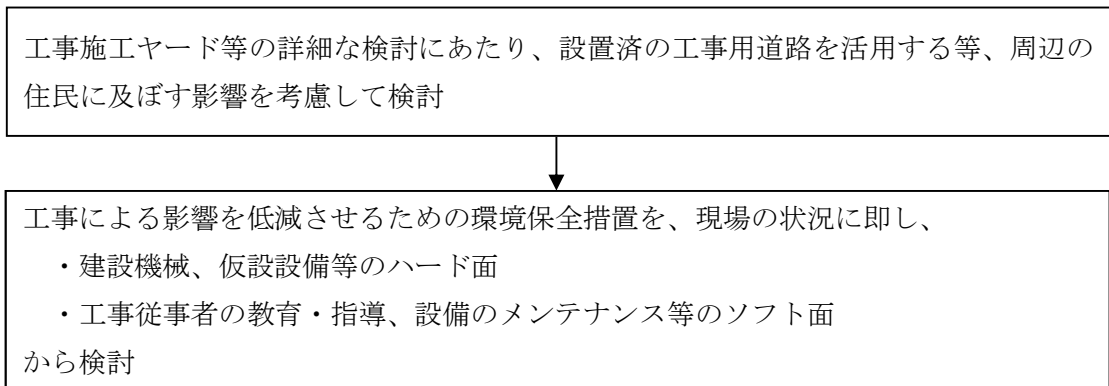 工事施工ヤード等の詳細な検討にあたり、設置済の工事用道路を活用する等、周辺の
住民に及ぼす影響を考慮して検討
工事による影響を低減させるための環境保全措置を、現場の状況に即し、
・建設機械、仮設設備等のハード面
・工事従事者の教育・指導、設備のメンテナンス等のソフト面
から検討